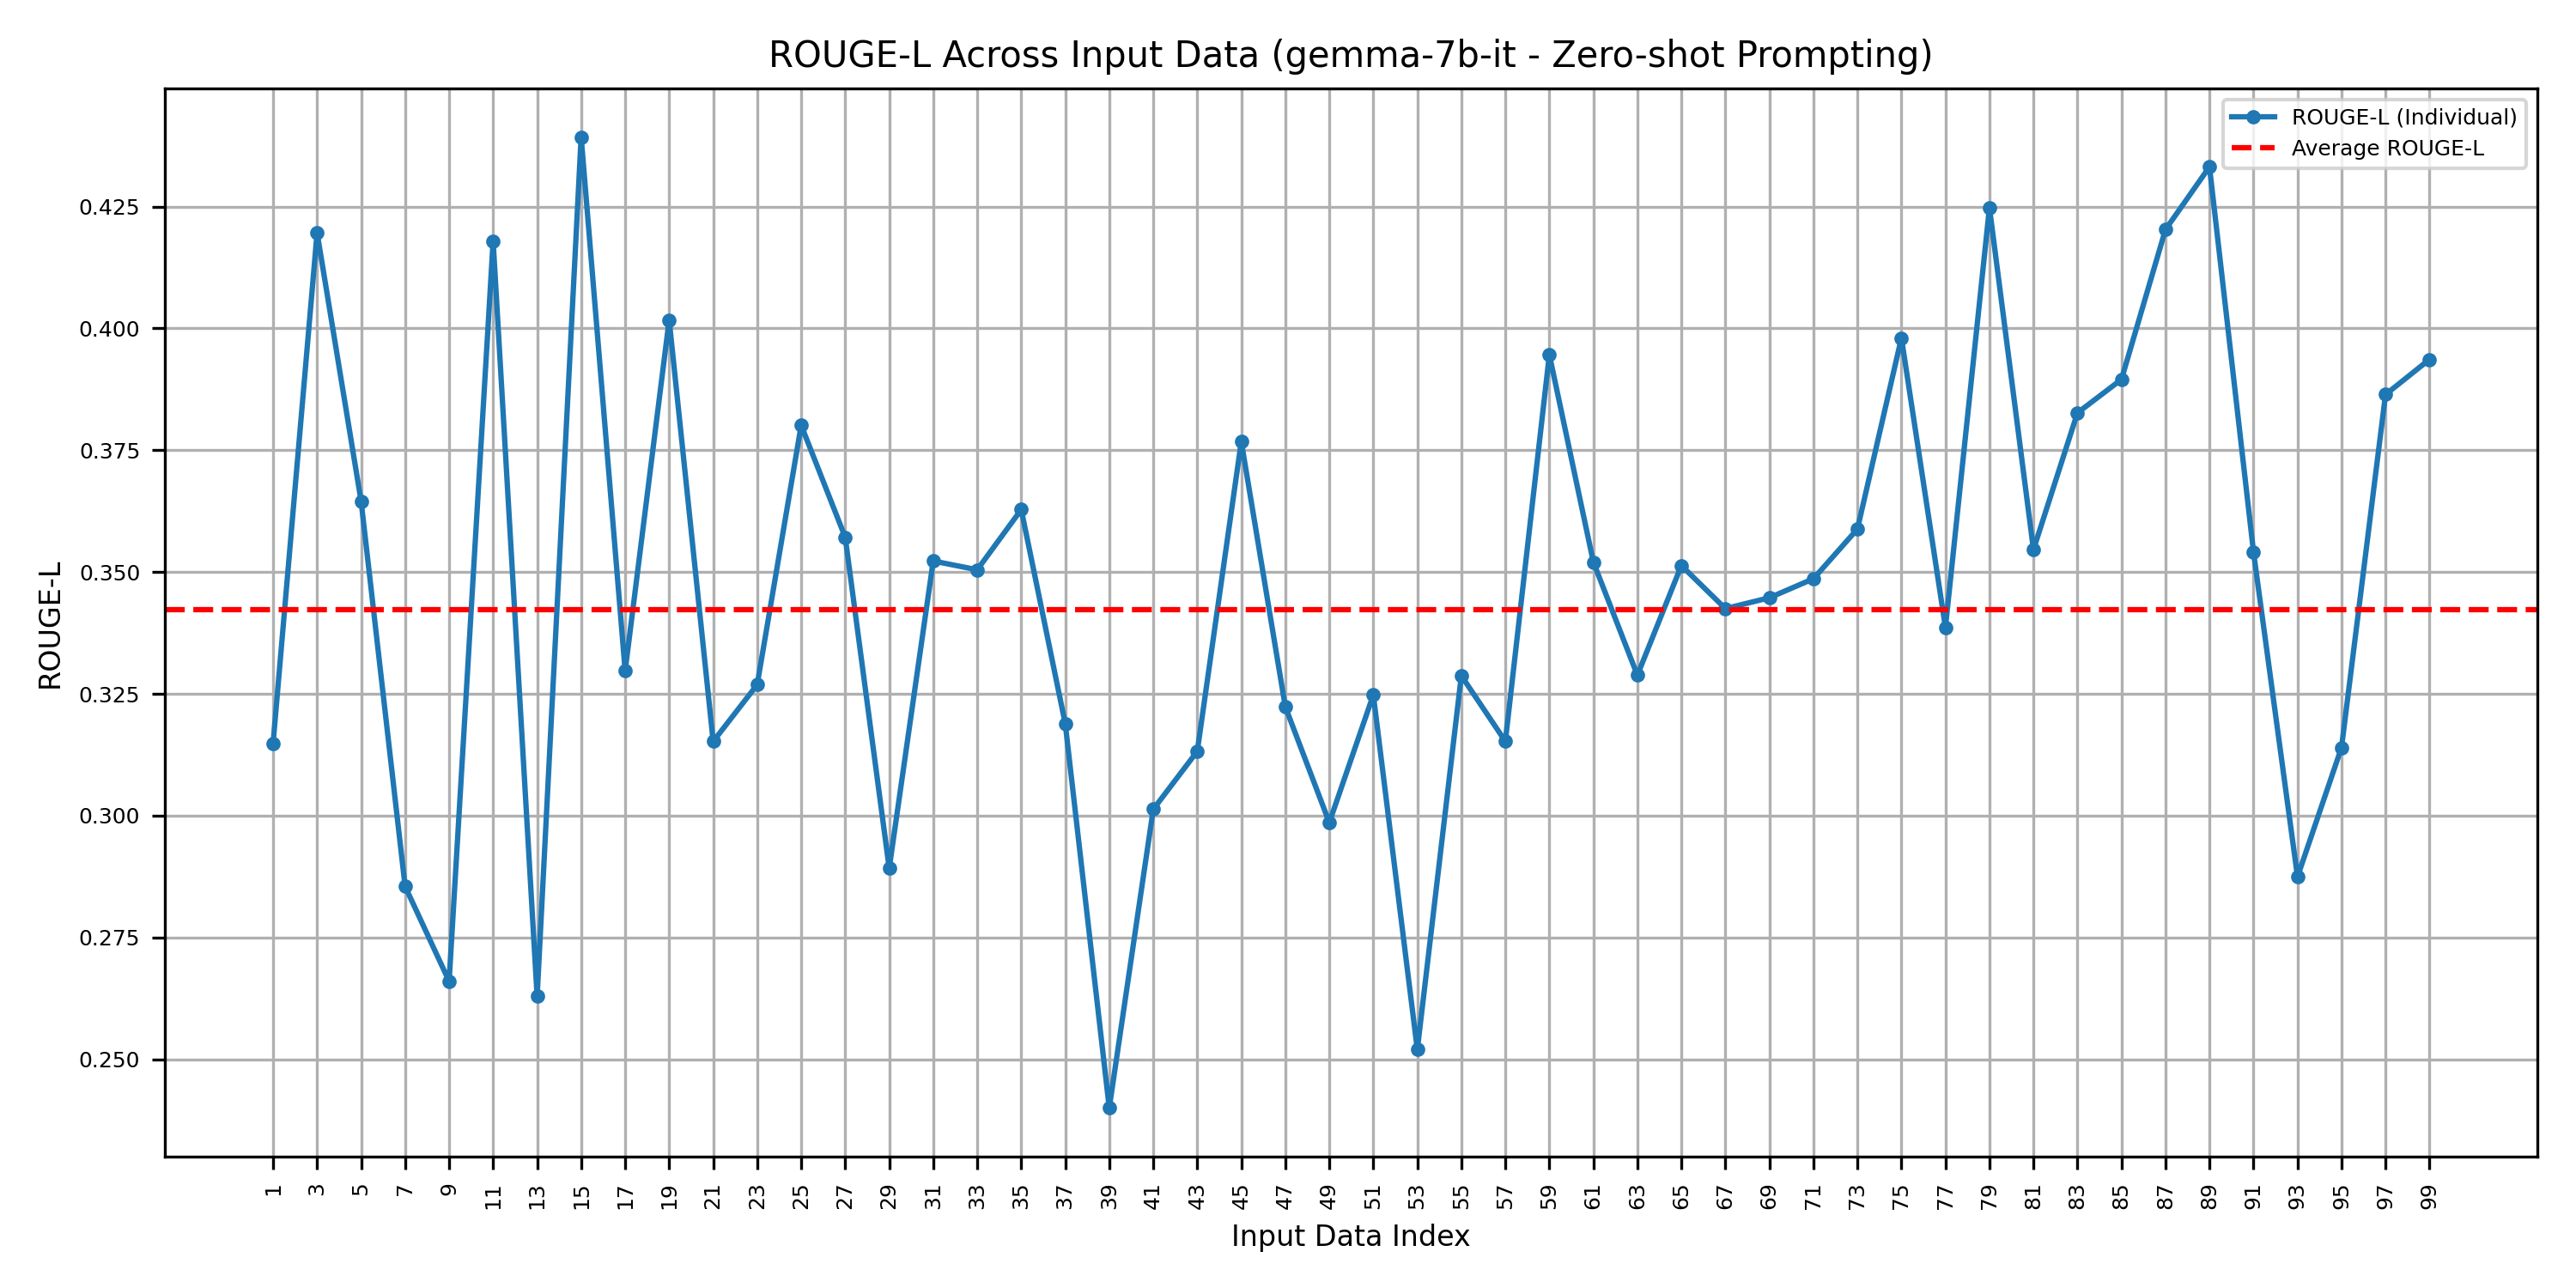 ROUGE-L Across Input Data (gemma-7b-it - Zero-shot Prompting)
ROUGE-L (Individual)
Average ROUGE-L
ROUGE-L
0.425
0.400
0.375
0.350
0.325
0.300
0.275
0.250
1 3 5 7 9 11 13 15 17 19 21 23 25 27 29 31 33 35 37 39 41 43 45 47 49 51 53 55 57 59 61 63 65 67 69 71 73 75 77 79 81 83 85 87 89 91 93 95 97 99
Input Data Index